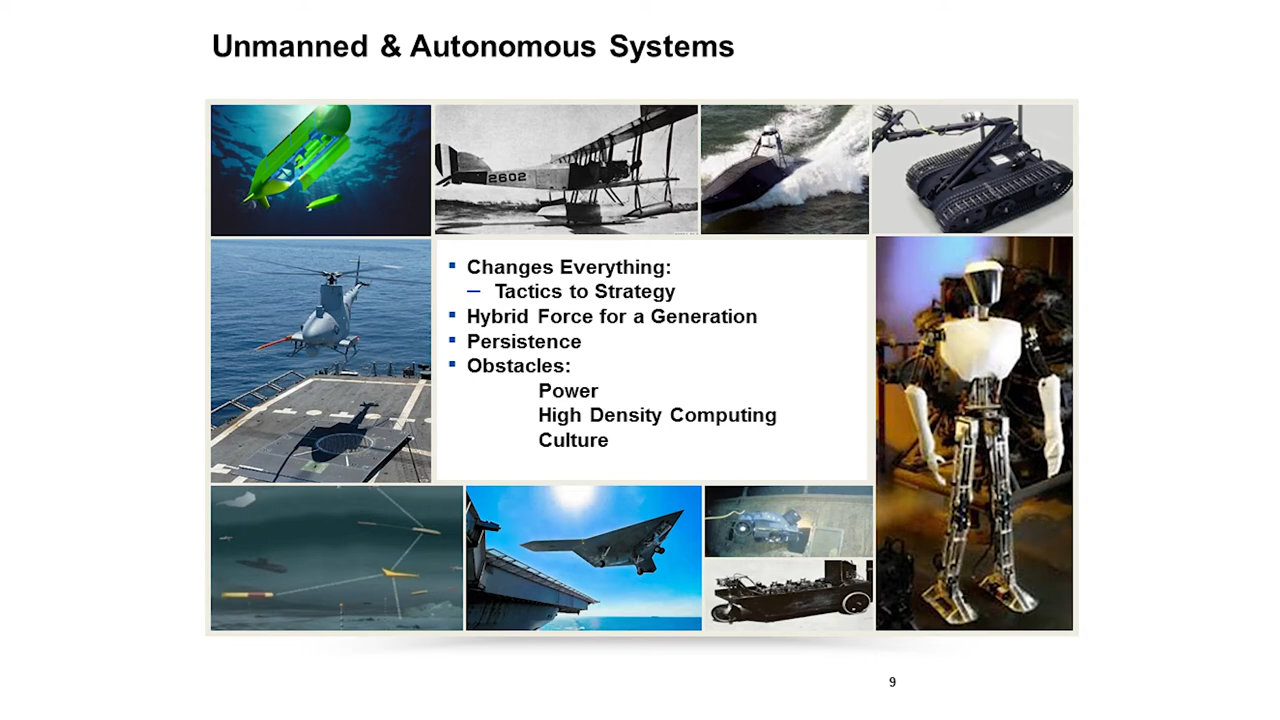 Unmanned & Autonomous Systems
2602
▪ Changes Everything:
– Tactics to Strategy
▪ Hybrid Force for a Generation
▪ Persistence
▪ Obstacles:
Power
High Density Computing
Culture
9